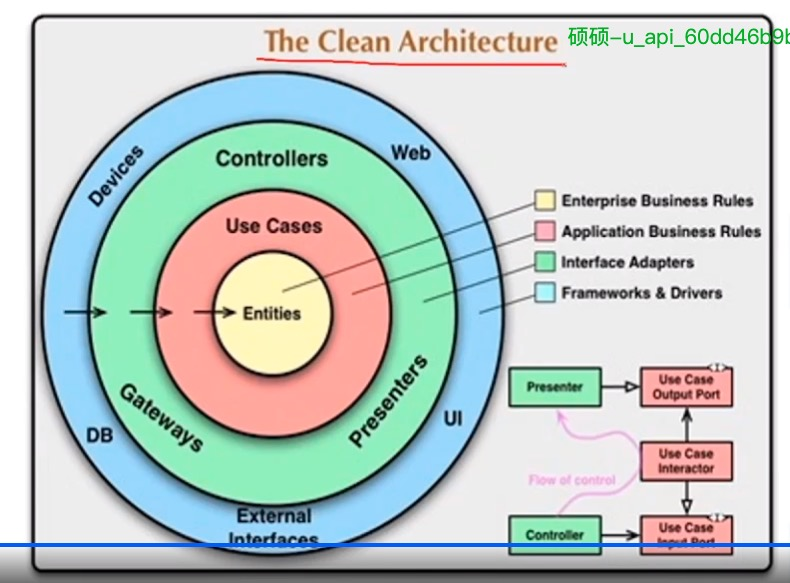 The Clean Architecture
硕硕-u_api_60dd46b9b
Devices
Controllers
Web
Use Cases
Entities
Gateways
Presenters
DB
UI
External
Interfaces
Enterprise Business Rules
Application Business Rules
Interface Adapters
Frameworks & Drivers
Presenter
Use Case
Output Port
<I>
Flow of control
Use Case
Interactor
Controller
Use Case
Input Port
<I>